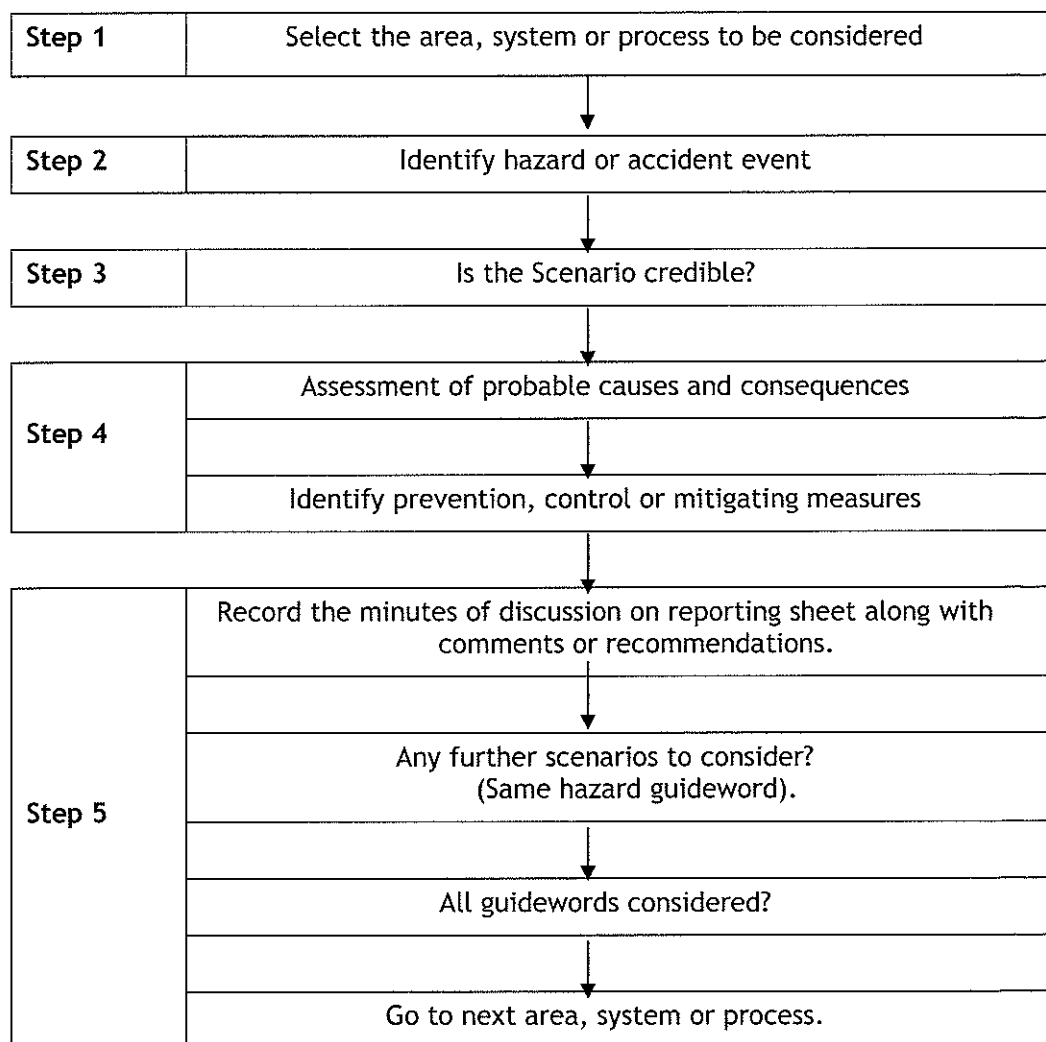 Step 1
Select the area, system or process to be considered
Step 2
Identify hazard or accident event
Step 3
Is the Scenario credible?
Step 4
Assessment of probable causes and consequences
Identify prevention, control or mitigating measures
Step 5
Record the minutes of discussion on reporting sheet along with
comments or recommendations.
Any further scenarios to consider?
(Same hazard guideword).
All guidewords considered?
Go to next area, system or process.